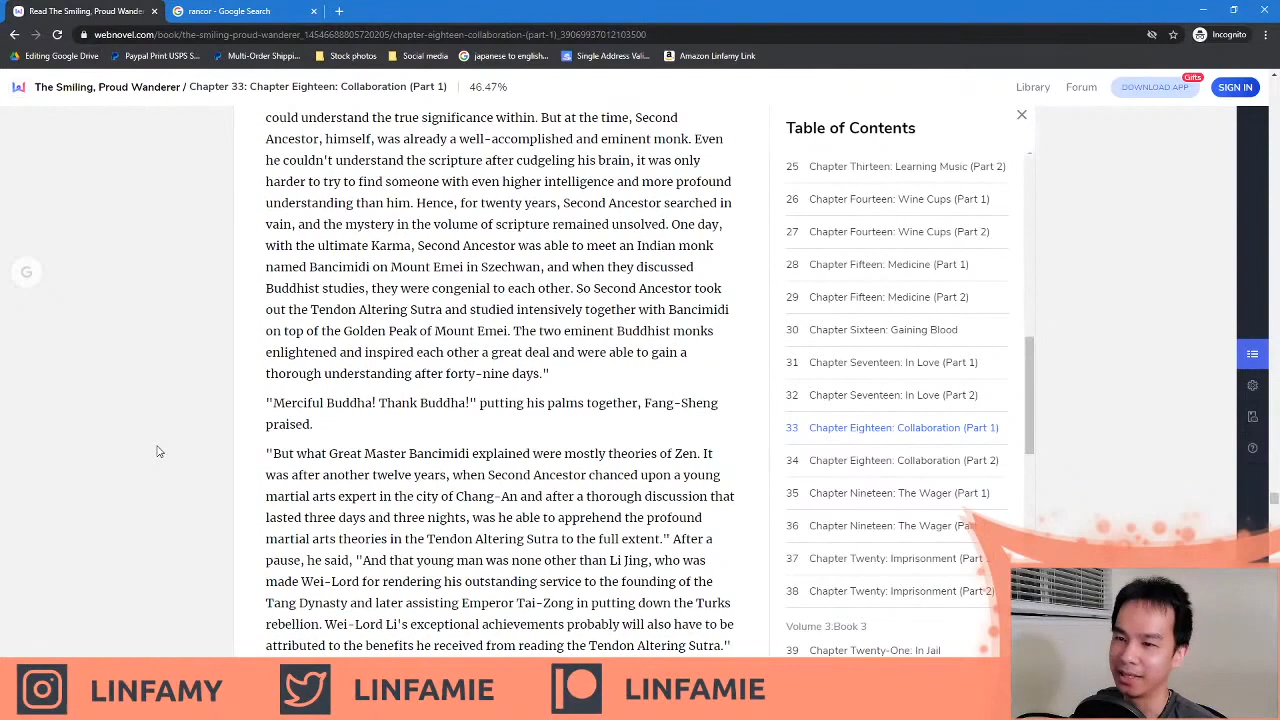 Read The Smiling, Proud Wande
rancor - Google Search
webnovel.com/book/the-smiling-proud-wanderer_14546688805720205/chapter-eighteen-collaboration-(part-1)_39069937012103500
Incognito
Editing Google Drive
Paypal Print USPS S...
Multi-Order Shippi...
Stock photos
Social media
japanese to english...
Single Address Vali...
Amazon Linfamy Link
The Smiling, Proud Wanderer / Chapter 33: Chapter Eighteen: Collaboration (Part 1)
46.47%
Library
Forum
DOWNLOAD APP
Gifts
SIGN IN
could understand the true significance within. But at the time, Second
Ancestor, himself, was already a well-accomplished and eminent monk. Even
he couldn't understand the scripture after cudgeling his brain, it was only
harder to try to find someone with even higher intelligence and more profound
understanding than him. Hence, for twenty years, Second Ancestor searched in
vain, and the mystery in the volume of scripture remained unsolved. One day,
with the ultimate Karma, Second Ancestor was able to meet an Indian monk
named Bancimidi on Mount Emei in Szechwan, and when they discussed
Buddhist studies, they were congenial to each other. So Second Ancestor took
out the Tendon Altering Sutra and studied intensively together with Bancimidi
on top of the Golden Peak of Mount Emei. The two eminent Buddhist monks
enlightened and inspired each other a great deal and were able to gain a
thorough understanding after forty-nine days."
"Merciful Buddha! Thank Buddha!" putting his palms together, Fang-Sheng
praised.
"But what Great Master Bancimidi explained were mostly theories of Zen. It
was after another twelve years, when Second Ancestor chanced upon a young
martial arts expert in the city of Chang-An and after a thorough discussion that
lasted three days and three nights, was he able to apprehend the profound
martial arts theories in the Tendon Altering Sutra to the full extent." After a
pause, he said, "And that young man was none other than Li Jing, who was
made Wei-Lord for rendering his outstanding service to the founding of the
Tang Dynasty and later assisting Emperor Tai-Zong in putting down the Turks
rebellion. Wei-Lord Li's exceptional achievements probably will also have to be
attributed to the benefits he received from reading the Tendon Altering Sutra."
Table of Contents
25 Chapter Thirteen: Learning Music (Part 2)
26 Chapter Fourteen: Wine Cups (Part 1)
27 Chapter Fourteen: Wine Cups (Part 2)
28 Chapter Fifteen: Medicine (Part 1)
29 Chapter Fifteen: Medicine (Part 2)
30 Chapter Sixteen: Gaining Blood
31 Chapter Seventeen: In Love (Part 1)
32 Chapter Seventeen: In Love (Part 2)
33 Chapter Eighteen: Collaboration (Part 1)
34 Chapter Eighteen: Collaboration (Part 2)
35 Chapter Nineteen: The Wager (Part 1)
36 Chapter Nineteen: The Wager (Pa
37 Chapter Twenty: Imprisonment (Part
38 Chapter Twenty: Imprisonment (Part 2)
Volume 3:Book 3
39 Chapter Twenty-One: In Jail
G
LINFAMY
LINFAMIE
LINFAMIE